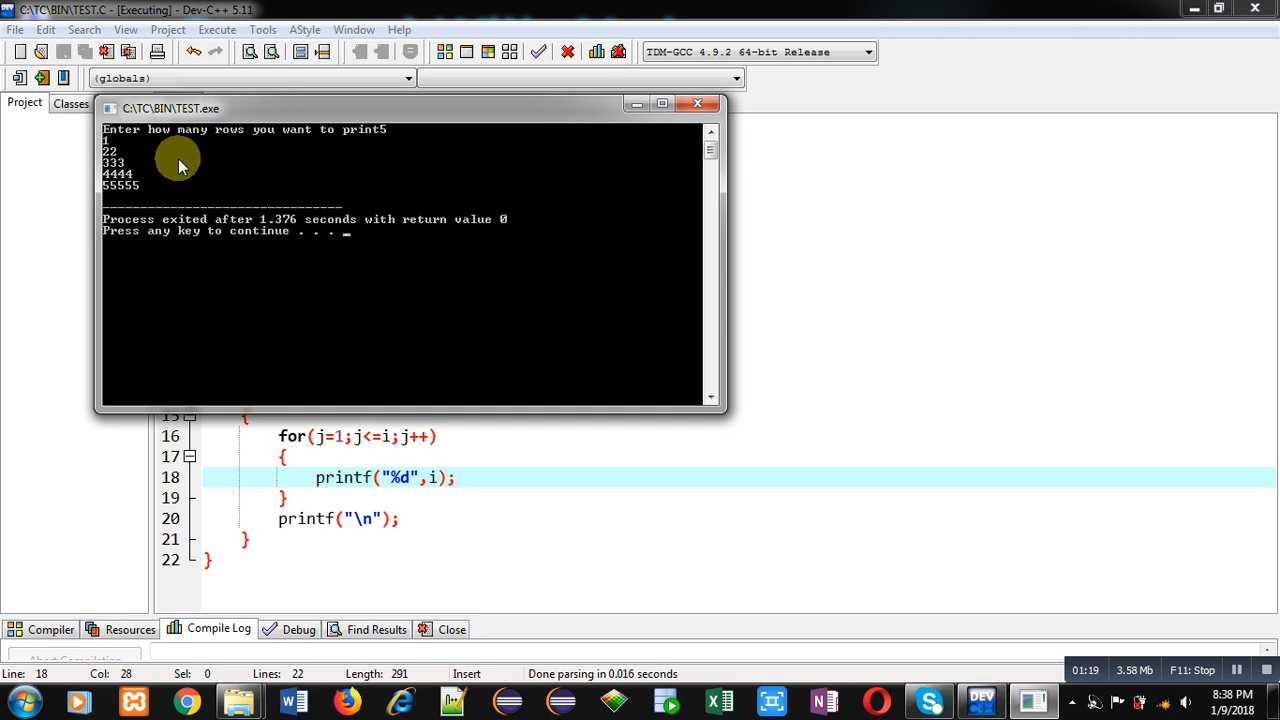 C:\TC\BIN\TEST.C - [Executing] - Dev-C++ 5.11
File Edit Search View Project Execute Tools AStyle Window Help
TDM-GCC 4.9.2 64-bit Release
(globals)
Project Classes
C:\TC\BIN\TEST.exe
Enter how many rows you want to print5
1
22
333
4444
55555
--------------------------------
Process exited after 1.376 seconds with return value 0
Press any key to continue . . . _
15 {
16 for(j=1;j<=i;j++)
17 {
18 printf("%d",i);
19 }
20 printf("\n");
21 }
22 }
Compiler Resources Compile Log Debug Find Results Close
Abort Compilation
Line: 18 Col: 28 Sel: 0 Lines: 22 Length: 291 Insert Done parsing in 0.016 seconds
01:19 3.58 Mb F11: Stop
8:38 PM
1/9/2018